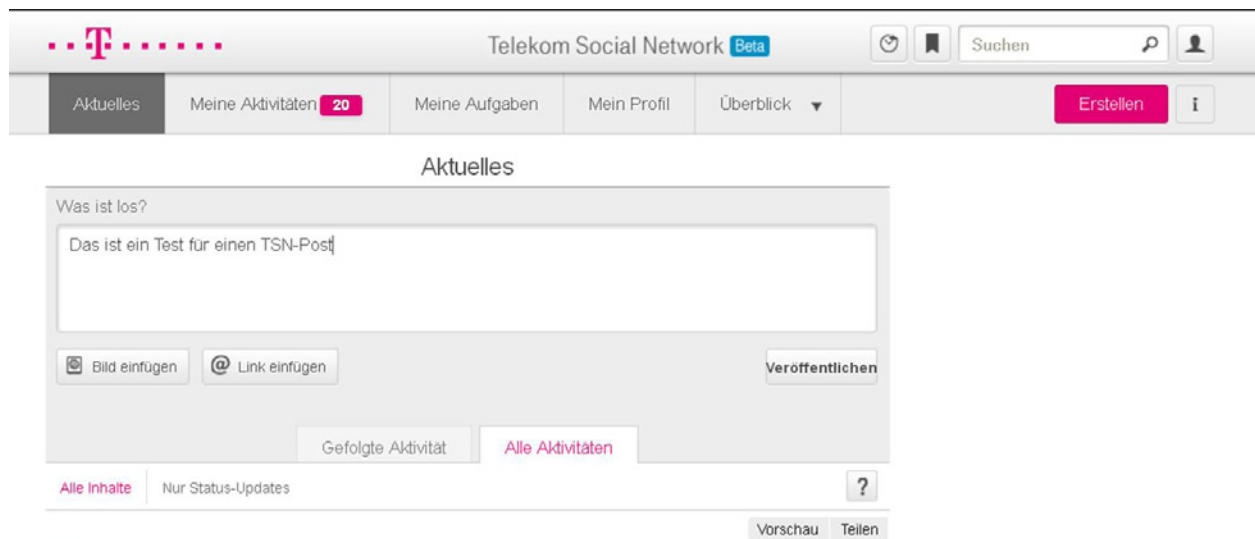 T Telekom Social Network Beta Suchen
Aktuelles Meine Aktivitäten 20 Meine Aufgaben Mein Profil Überblick Erstellen i
Aktuelles
Was ist los?
Das ist ein Test für einen TSN-Post
Bild einfügen @ Link einfügen Veröffentlichen
Gefolgte Aktivität Alle Aktivitäten
Alle Inhalte Nur Status-Updates ?
Vorschau Teilen